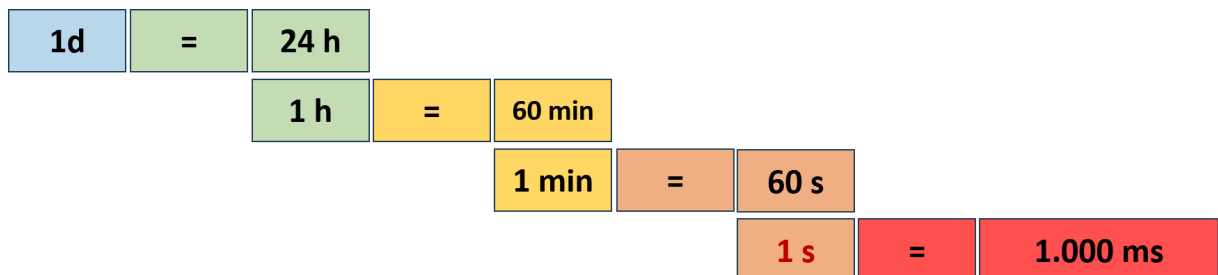 1d = 24 h
1 h = 60 min
1 min = 60 s
1 s = 1.000 ms